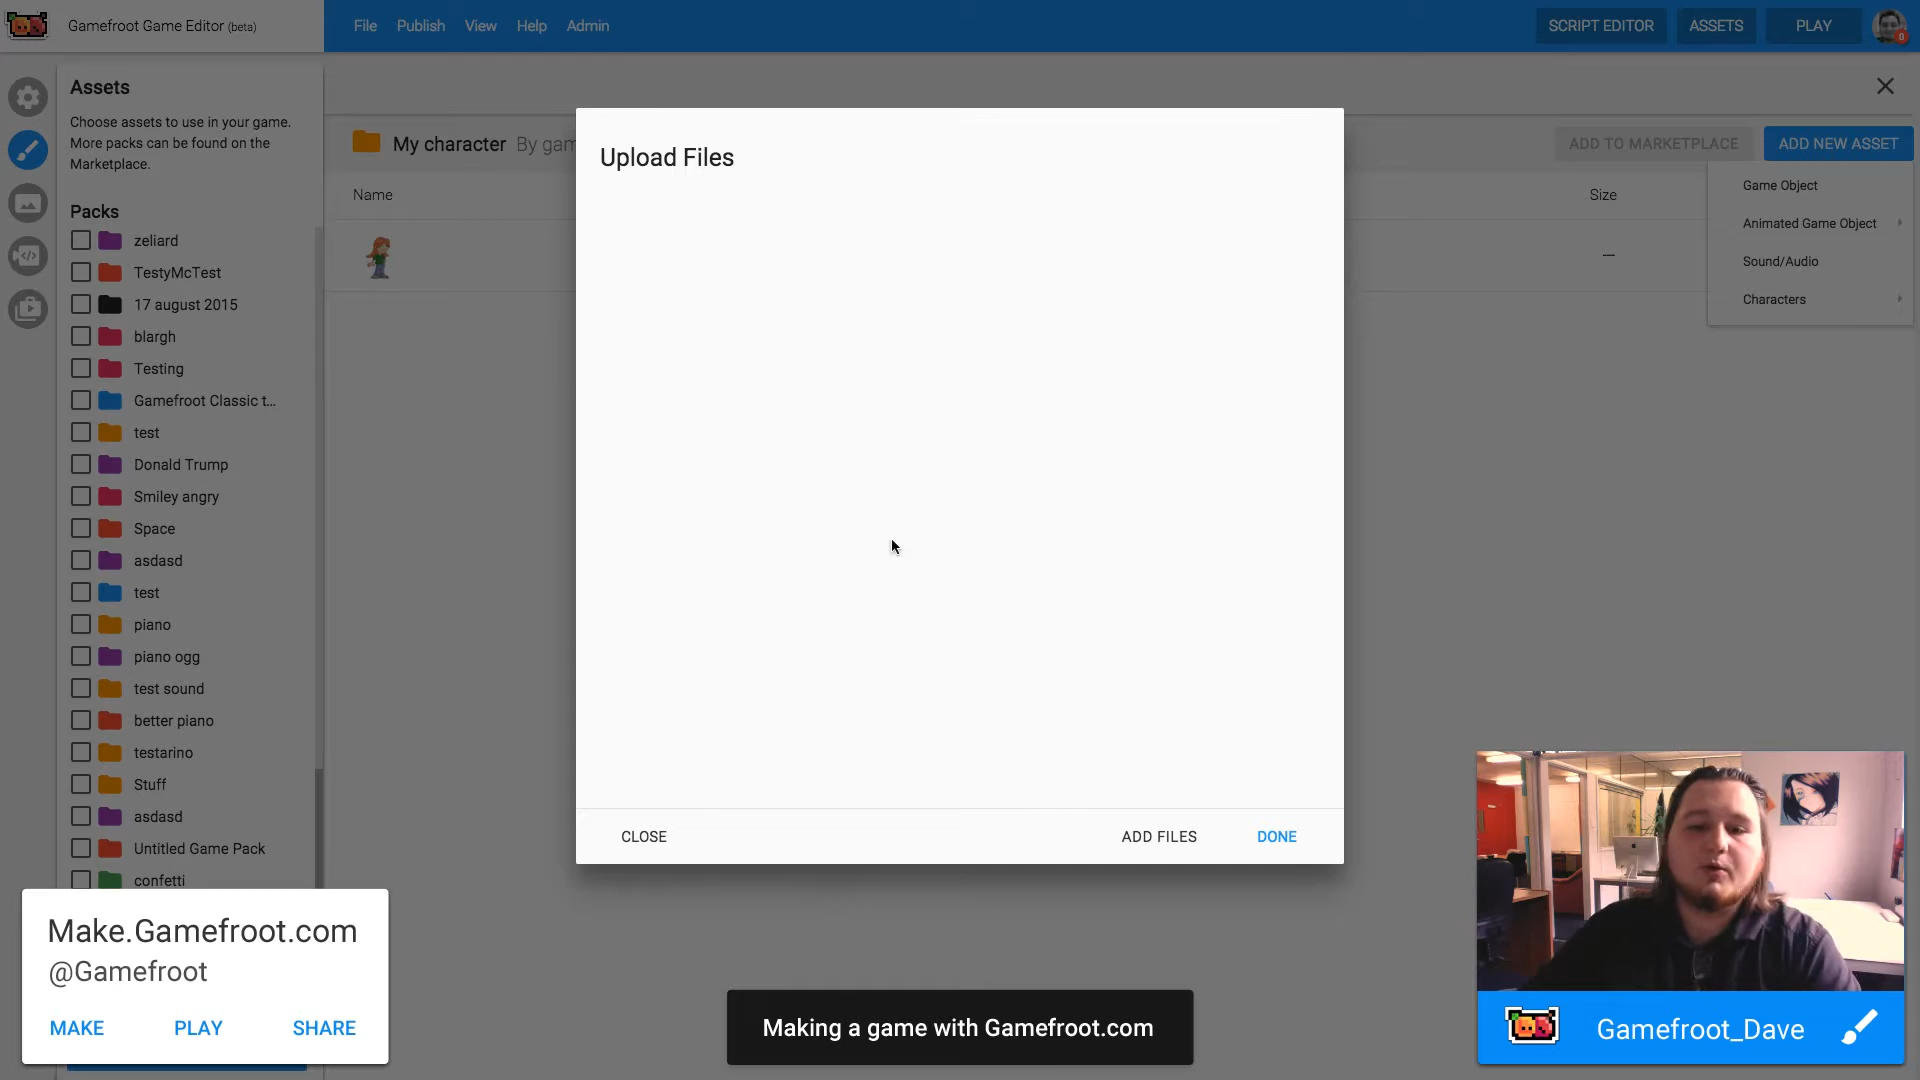 Gamefroot Game Editor (beta)
File Publish View Help Admin
SCRIPT EDITOR ASSETS PLAY
0
Assets
Choose assets to use in your game.
More packs can be found on the
Marketplace.
Packs
zeliard
TestyMcTest
17 august 2015
blargh
Testing
Gamefroot Classic t...
test
Donald Trump
Smiley angry
Space
asdasd
test
piano
piano ogg
test sound
better piano
testarino
Stuff
asdasd
Untitled Game Pack
confetti
My character By gam
ADD TO MARKETPLACE ADD NEW ASSET
Name Size
—
Game Object
Animated Game Object
Sound/Audio
Characters
Upload Files
CLOSE ADD FILES DONE
Make.Gamefroot.com
@Gamefroot
MAKE PLAY SHARE
Making a game with Gamefroot.com
Gamefroot_Dave